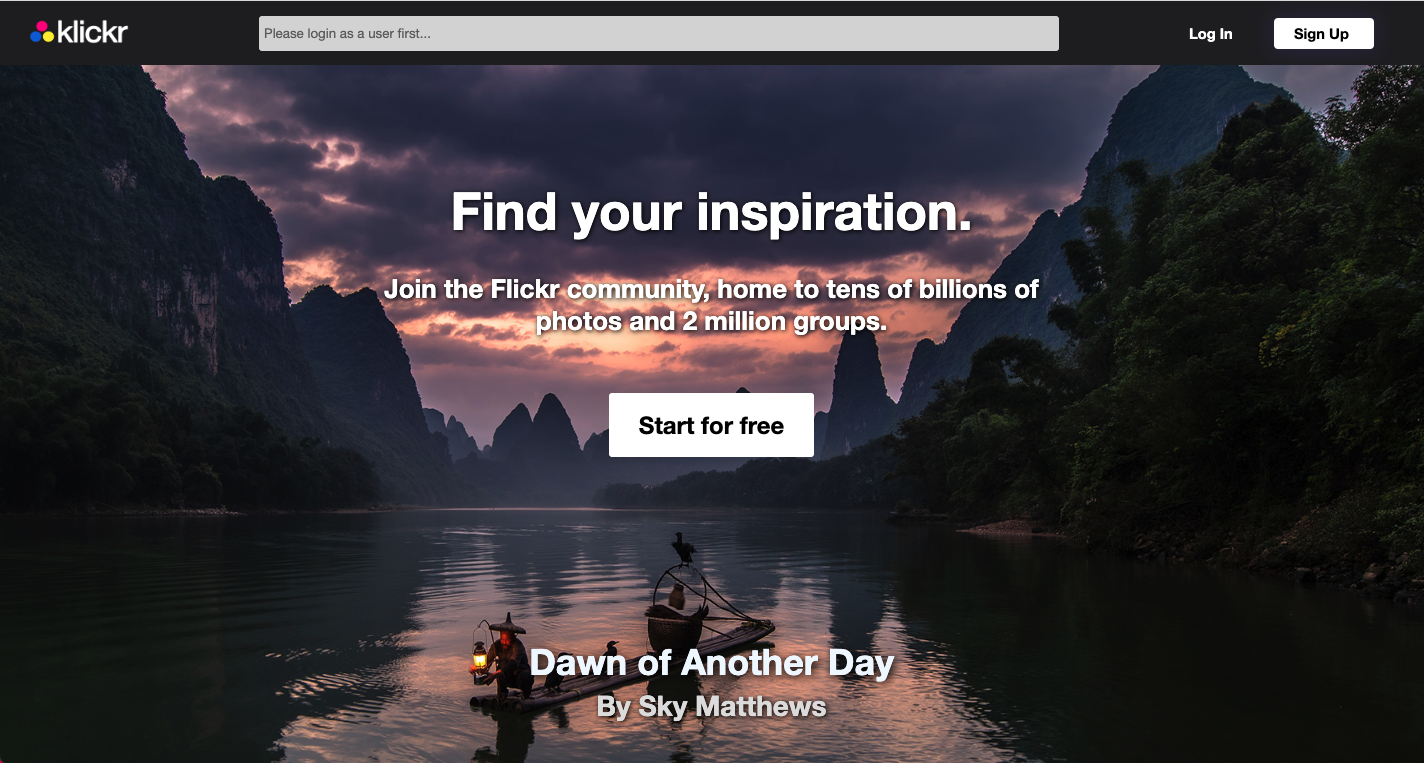 klickr
Please login as a user first...
Log In
Sign Up
Find your inspiration.
Join the Flickr community, home to tens of billions of
photos and 2 million groups.
Start for free
Dawn of Another Day
By Sky Matthews